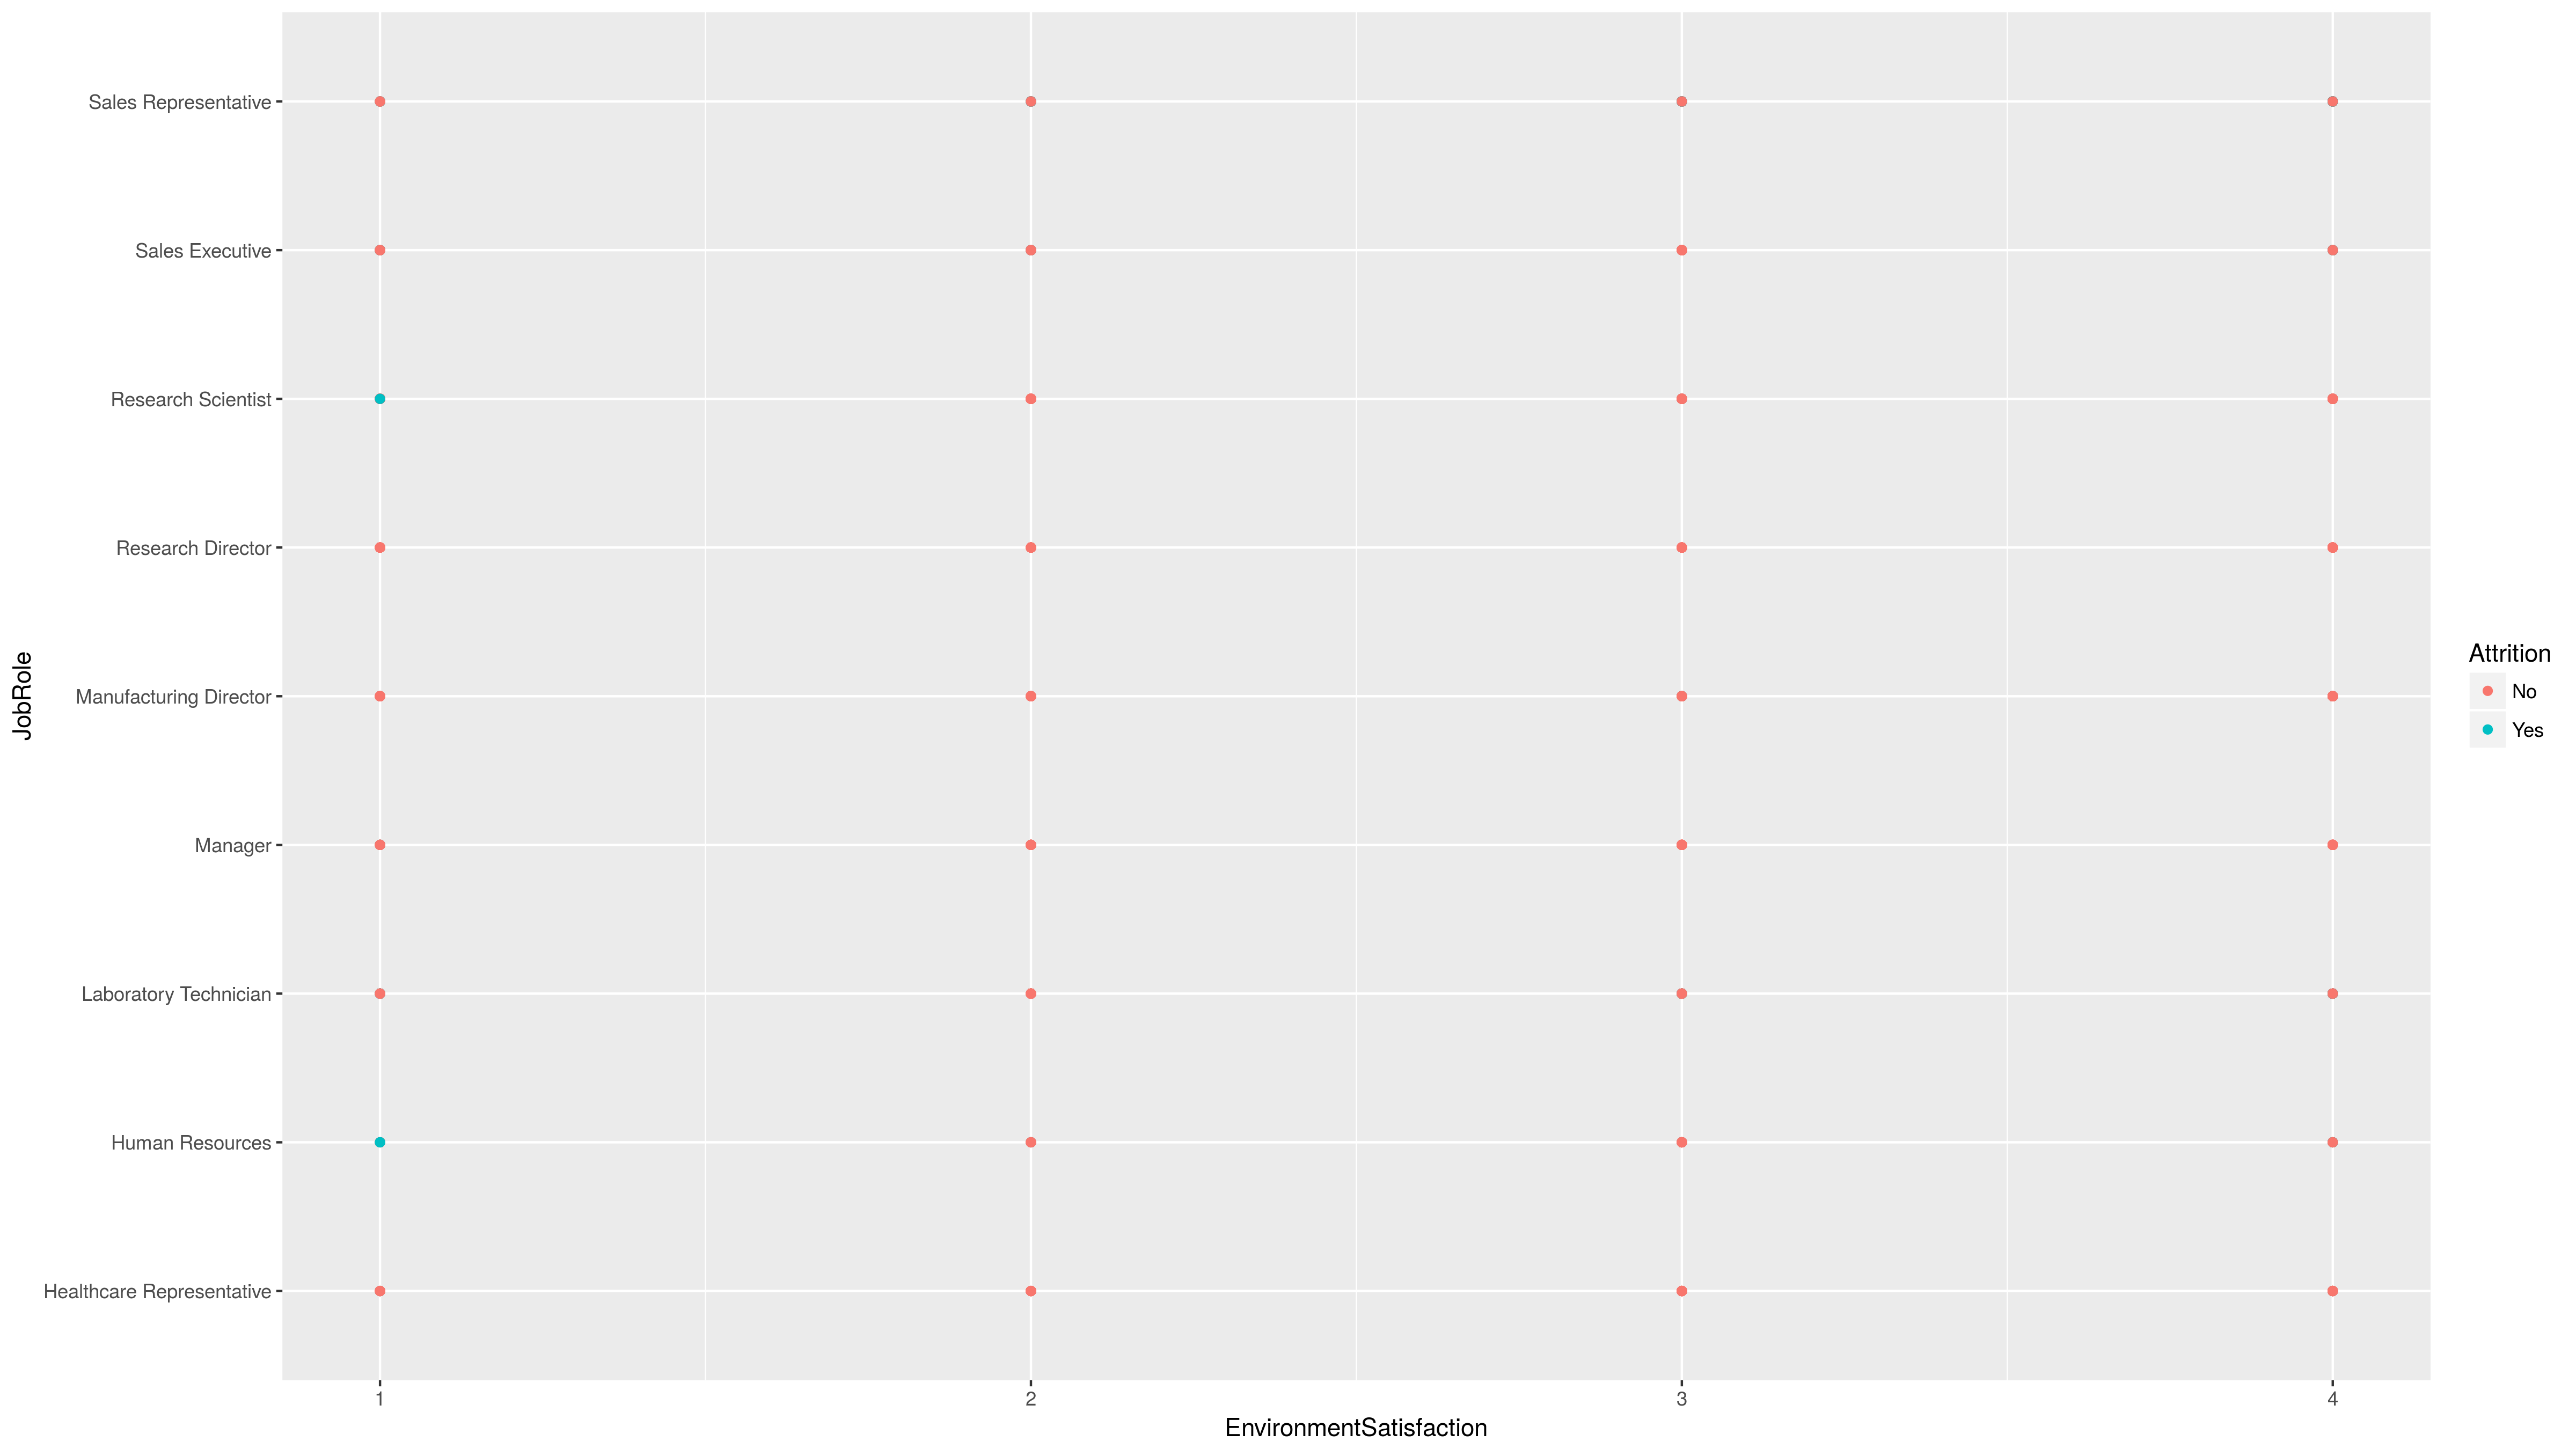 JobRole
Sales Representative
Sales Executive
Research Scientist
Research Director
Manufacturing Director
Manager
Laboratory Technician
Human Resources
Healthcare Representative
1 2 3 4
EnvironmentSatisfaction
Attrition
No
Yes